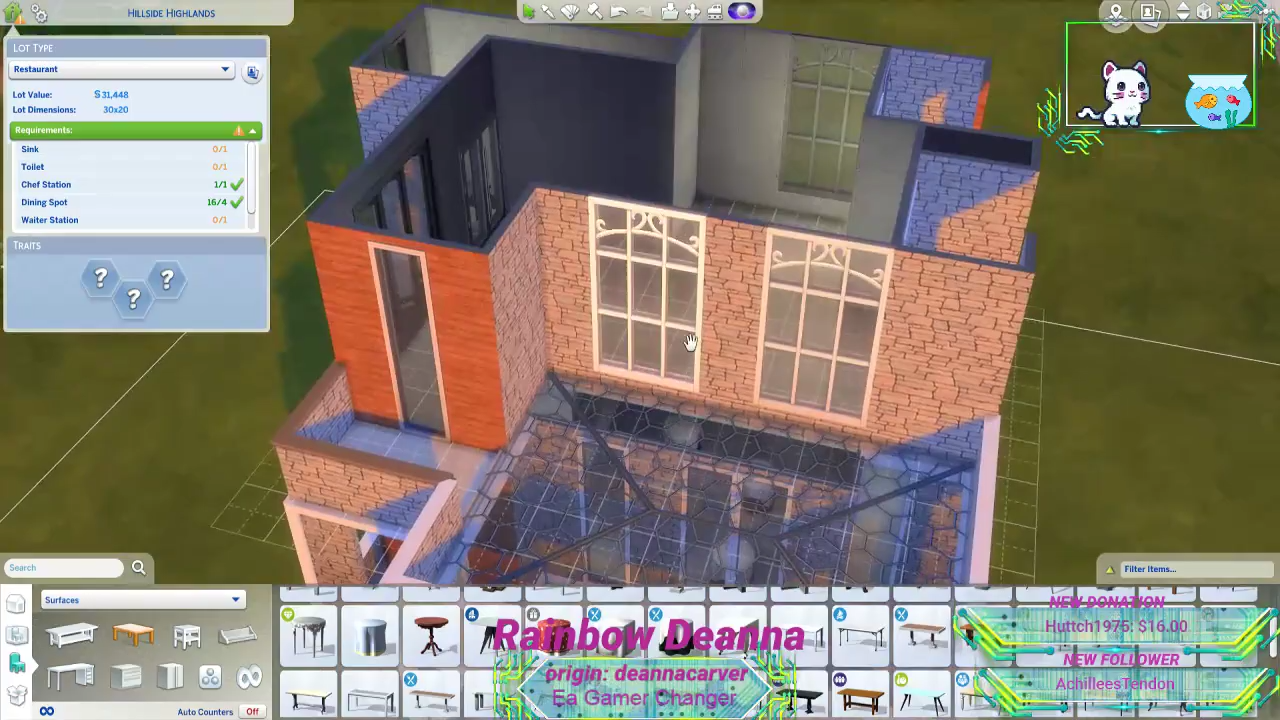 HILLSIDE HIGHLANDS
LOT TYPE
Restaurant
Lot Value: $31,448
Lot Dimensions: 30x20
Requirements:
Sink 0/1
Toilet 0/1
Chef Station 1/1
Dining Spot 16/4
Waiter Station 0/1
TRAITS
? ? ?
Search
Filter Items...
Surfaces
Auto Counters Off
Rainbow Deanna
origin: deannacarver
Ea Gamer Changer
NEW DONATION
Huttch1975: $16.00
NEW FOLLOWER
AchilleesTendon